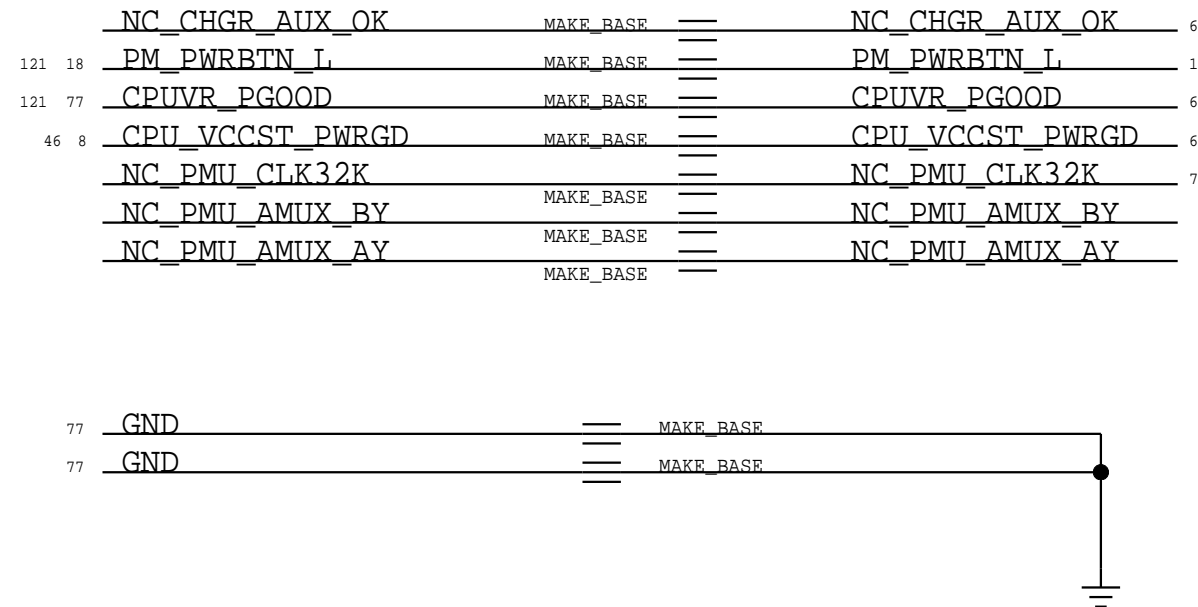 NC_CHGR_AUX_OK MAKE_BASE NC_CHGR_AUX_OK 6
121 18 PM_PWRBTN_L MAKE_BASE PM_PWRBTN_L 1
121 77 CPUVR_PGOOD MAKE_BASE CPUVR_PGOOD 6
46 8 CPU_VCCST_PWRGD MAKE_BASE CPU_VCCST_PWRGD 6
NC_PMU_CLK32K MAKE_BASE NC_PMU_CLK32K 7
NC_PMU_AMUX_BY MAKE_BASE NC_PMU_AMUX_BY
NC_PMU_AMUX_AY MAKE_BASE NC_PMU_AMUX_AY
77 GND MAKE_BASE
77 GND MAKE_BASE